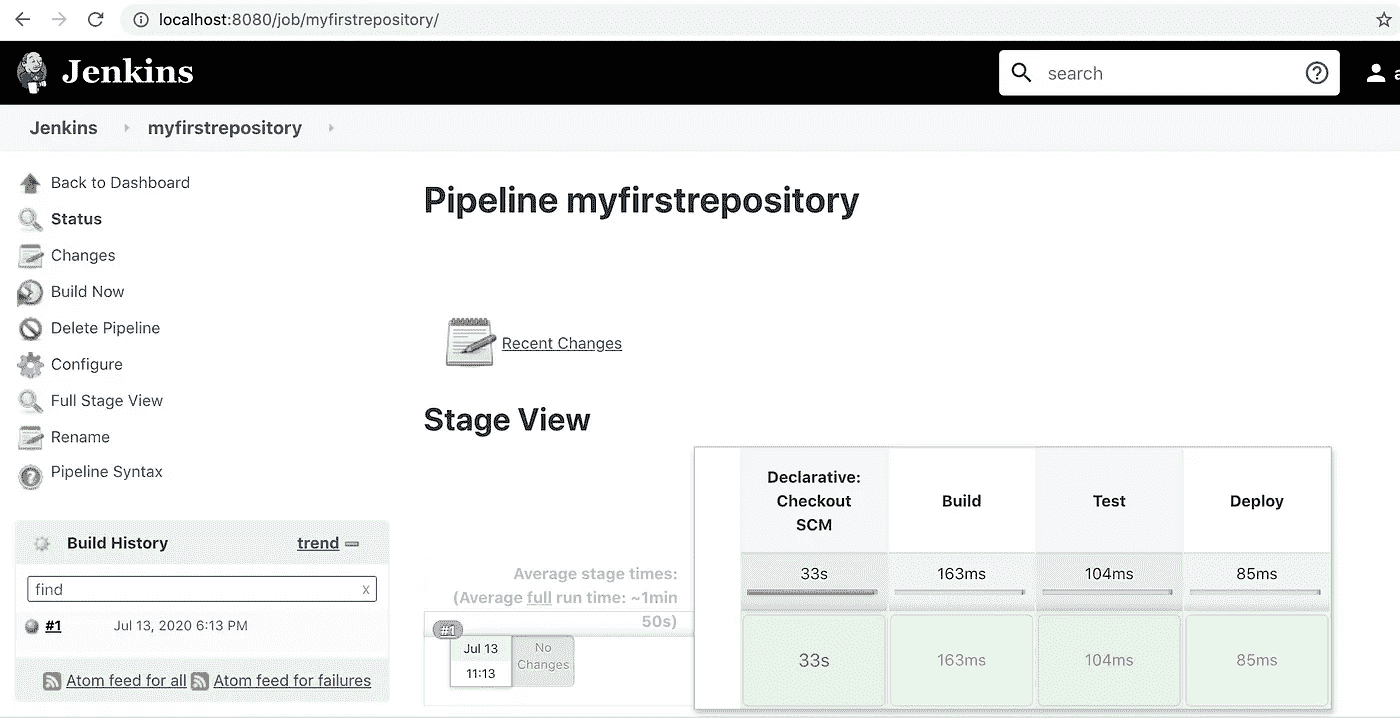 localhost:8080/job/myfirstrepository/
Jenkins
search
a
Jenkins
myfirstrepository
Back to Dashboard
Status
Changes
Build Now
Delete Pipeline
Configure
Full Stage View
Rename
Pipeline Syntax
Build History
trend
find
x
#1
Jul 13, 2020 6:13 PM
Atom feed for all
Atom feed for failures
Pipeline myfirstrepository
Recent Changes
Stage View
Average stage times:
(Average full run time: ~1min
50s)
Declarative:
Checkout
SCM
Build
Test
Deploy
33s
163ms
104ms
85ms
#1
Jul 13
11:13
No
Changes
33s
163ms
104ms
85ms